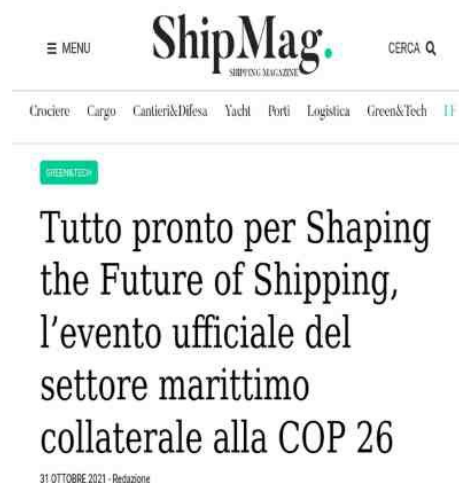 ≡ MENU
ShipMag.
SHIPPING MAGAZINE
CERCA
Crociere Cargo Cantieri&Difesa Yacht Porti Logistica Green&Tech
GREEN&TECH
Tutto pronto per Shaping
the Future of Shipping,
l’evento ufficiale del
settore marittimo
collaterale alla COP 26
31 OTTOBRE 2021 - Redazione